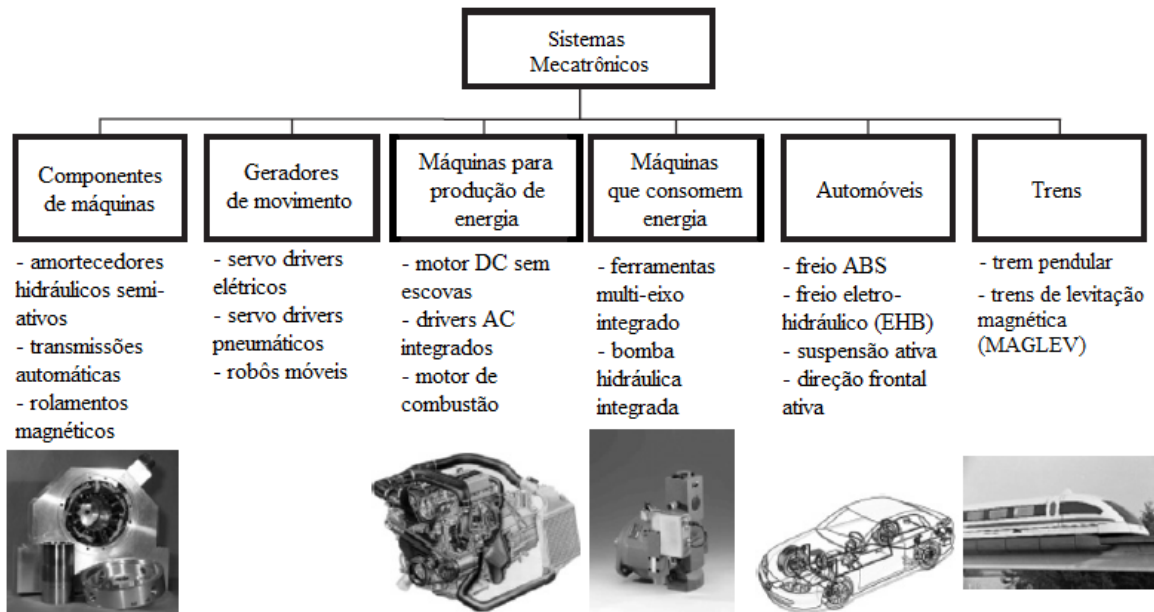 Sistemas
Mecatrônicos
Componentes
de máquinas
- amortecedores
hidráulicos semi-
ativos
- transmissões
automáticas
- rolamentos
magnéticos
Geradores
de movimento
- servo drivers
elétricos
- servo drivers
pneumáticos
- robôs móveis
Máquinas para
produção de
energia
- motor DC sem
escovas
- drivers AC
integrados
- motor de
combustão
Máquinas
que consomem
energia
- ferramentas
multi-eixo
integrado
- bomba
hidráulica
integrada
Automóveis
- freio ABS
- freio eletro-
hidráulico (EHB)
- suspensão ativa
- direção frontal
ativa
Trens
- trem pendular
- trens de levitação
magnética
(MAGLEV)